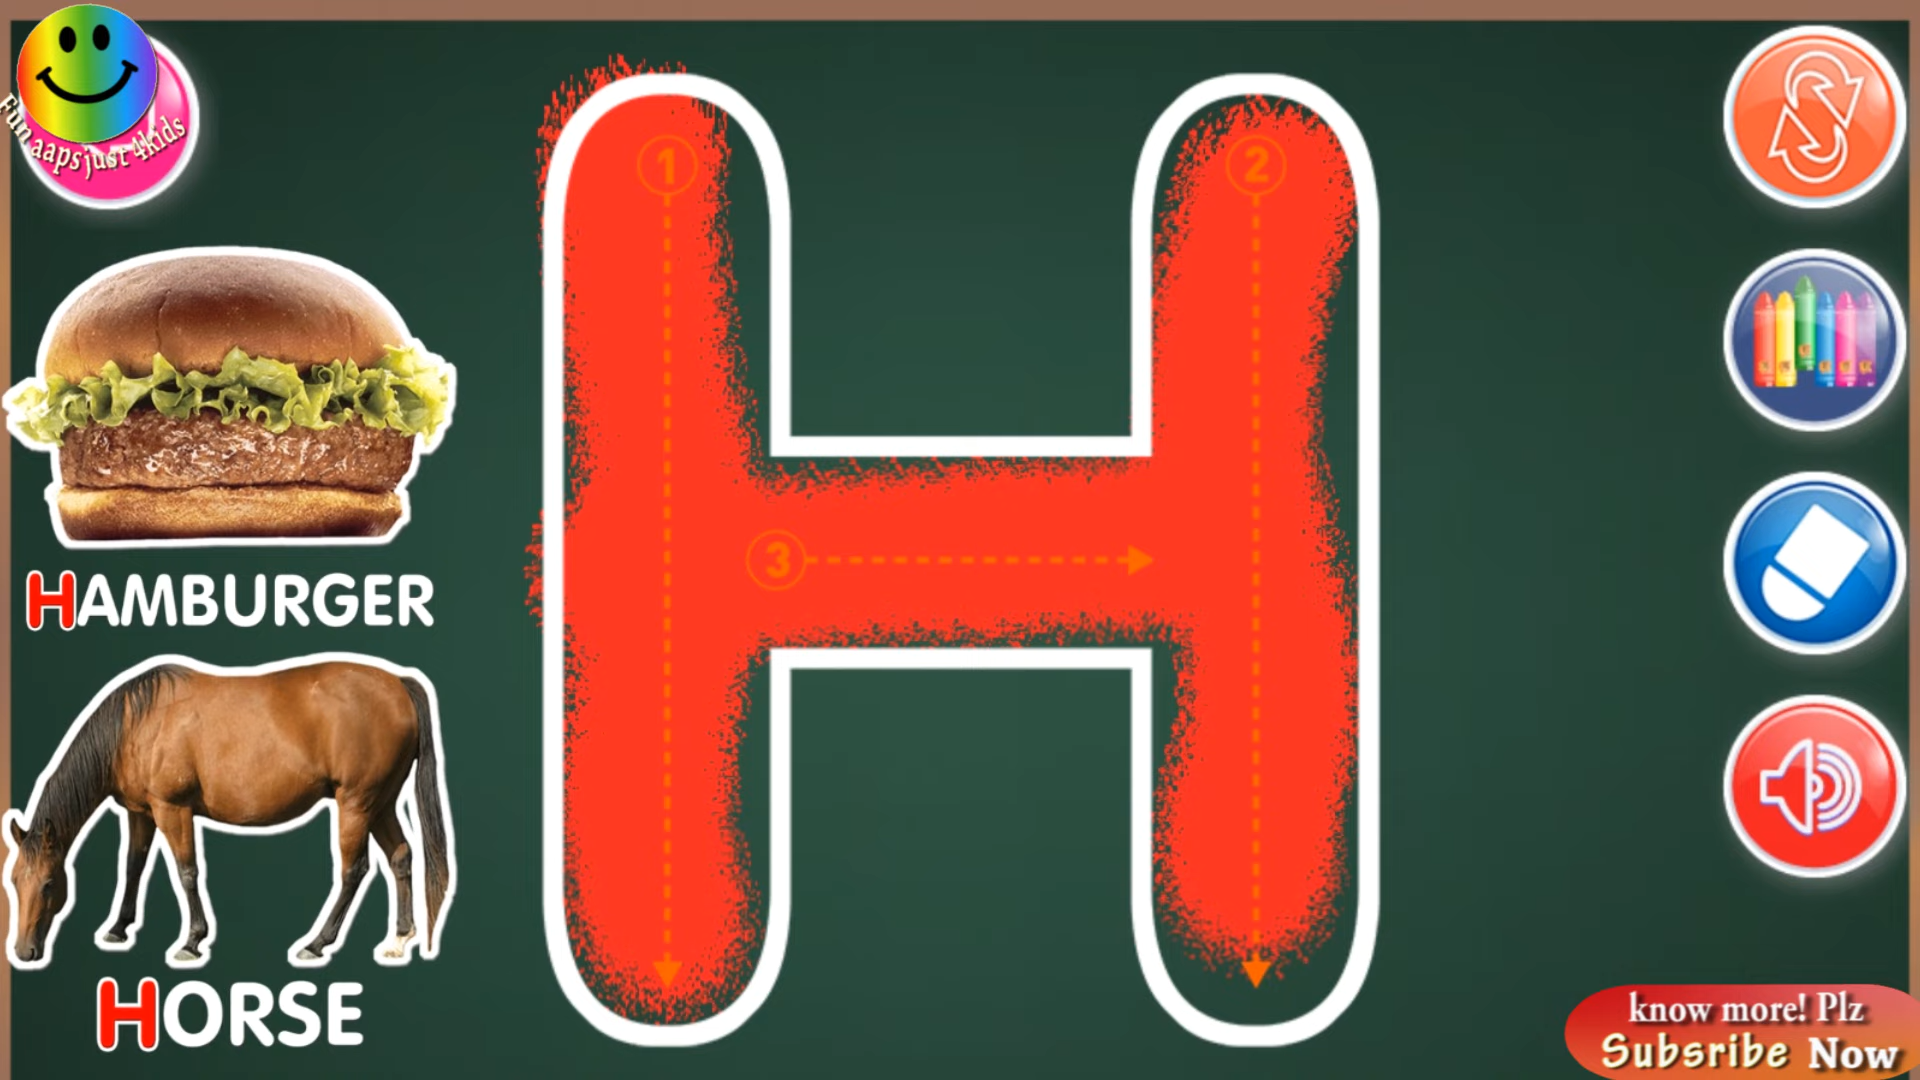 Fun aaps just 4kids
HAMBURGER
HORSE
H
1
2
3
know more! Plz
Subsribe Now